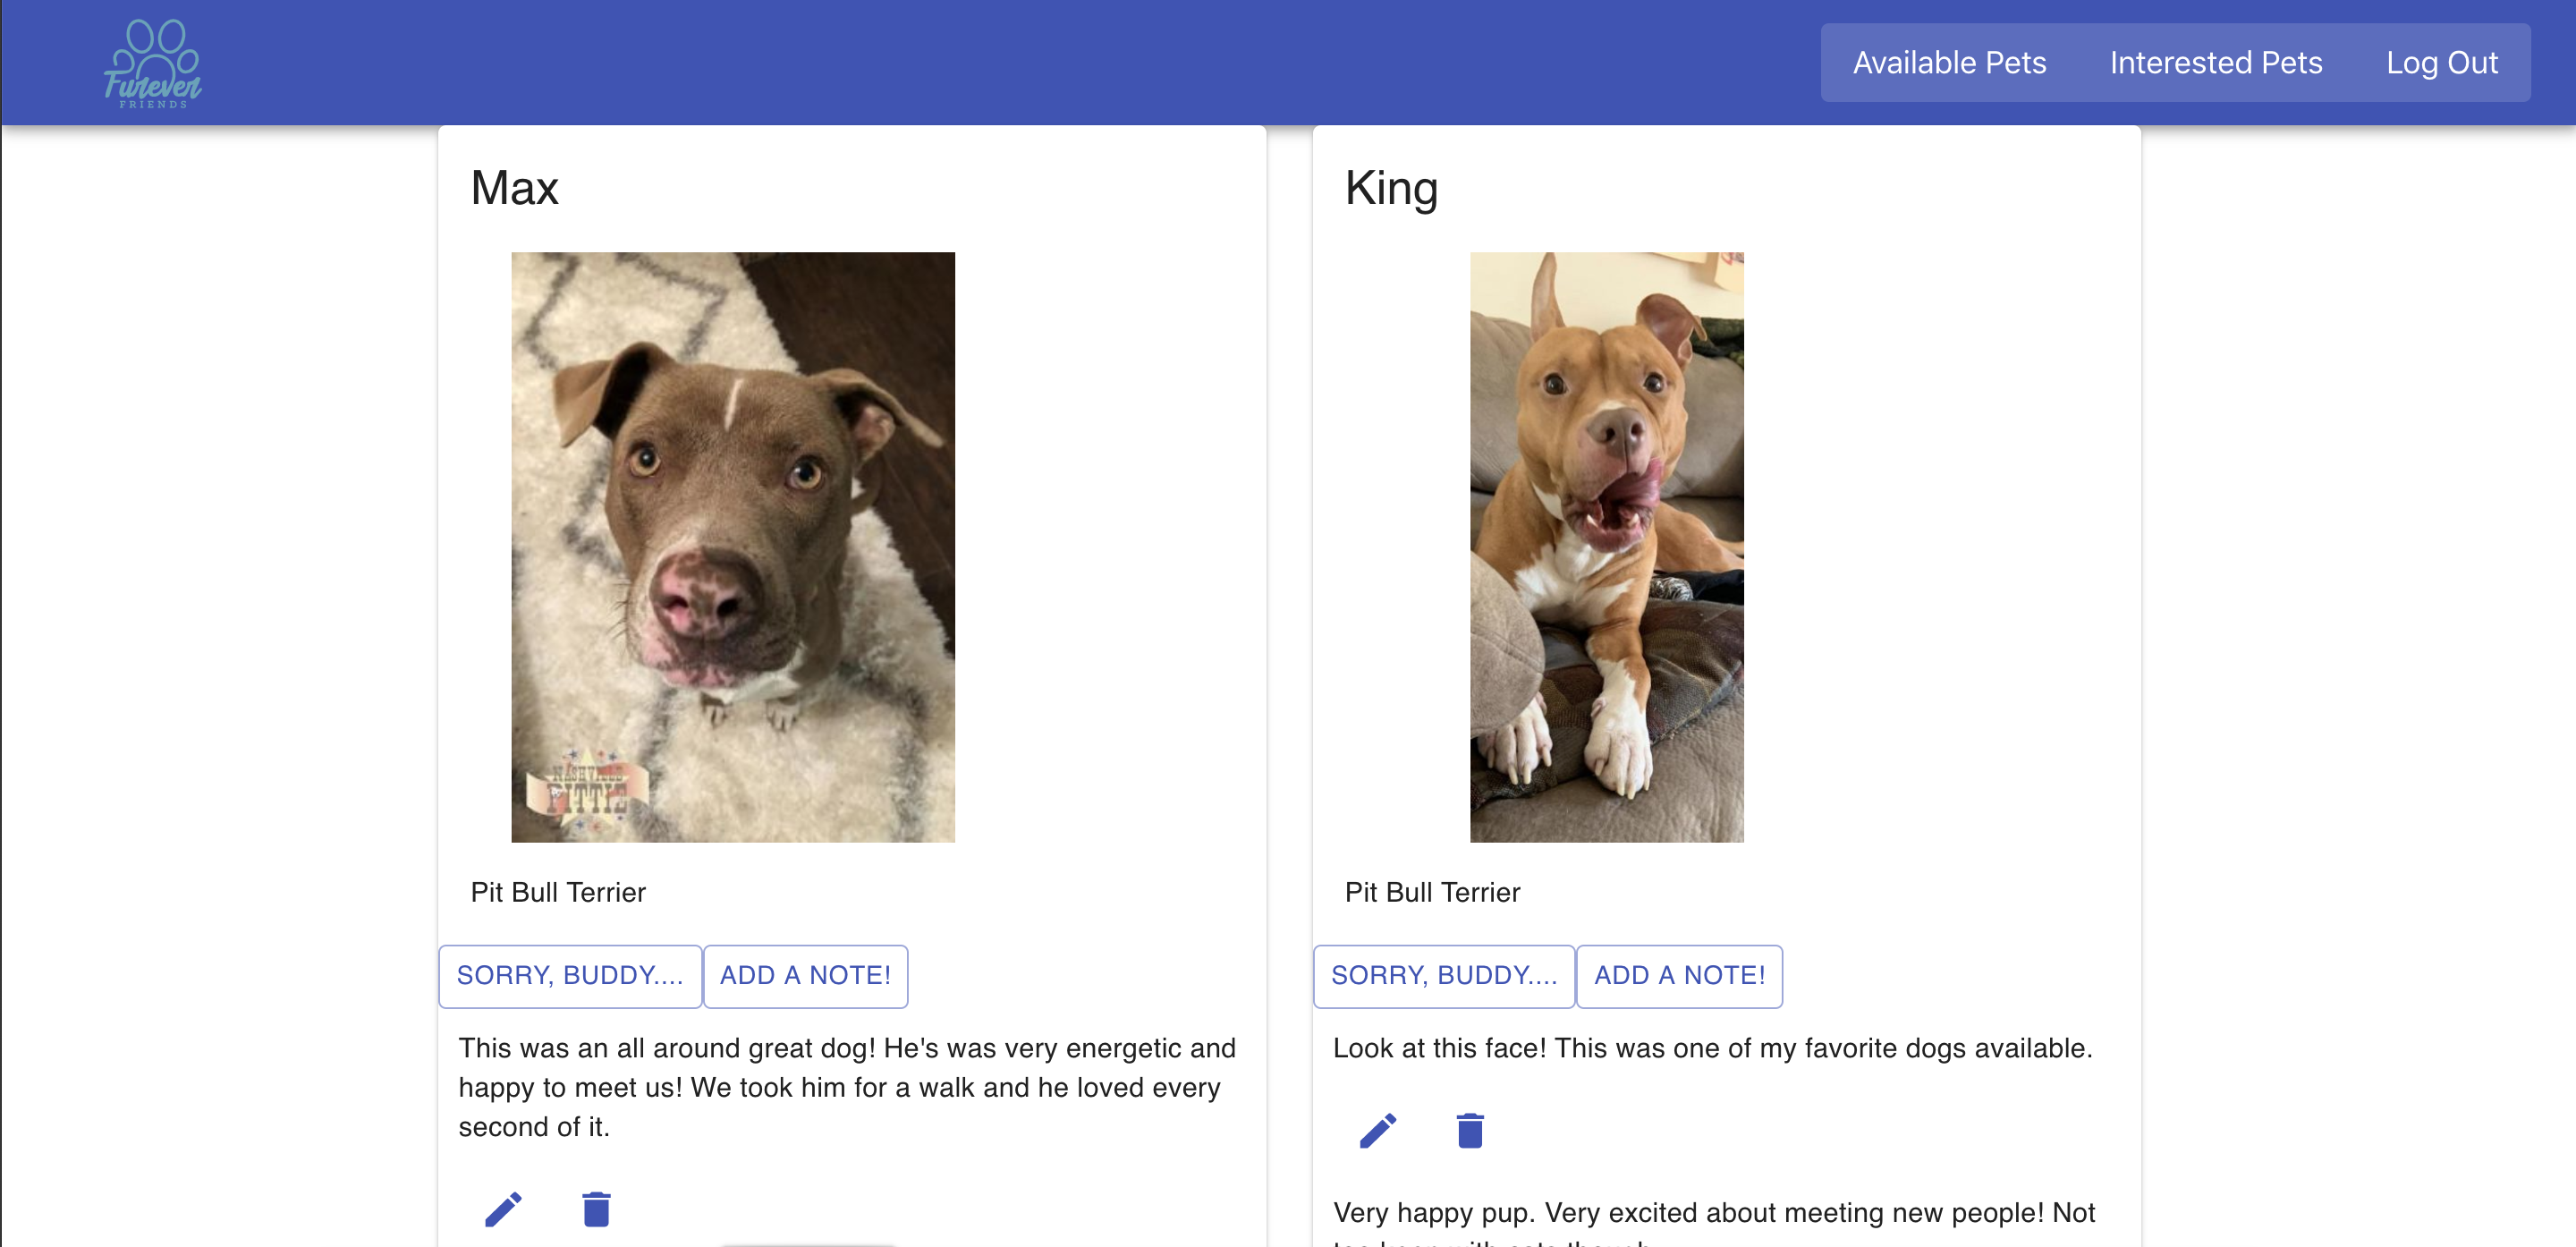 Furever
FRIENDS
Available Pets
Interested Pets
Log Out
Max
NASHVILLE
PITTIE
Pit Bull Terrier
SORRY, BUDDY....
ADD A NOTE!
This was an all around great dog! He's was very energetic and
happy to meet us! We took him for a walk and he loved every
second of it.
King
Pit Bull Terrier
SORRY, BUDDY....
ADD A NOTE!
Look at this face! This was one of my favorite dogs available.
Very happy pup. Very excited about meeting new people! Not